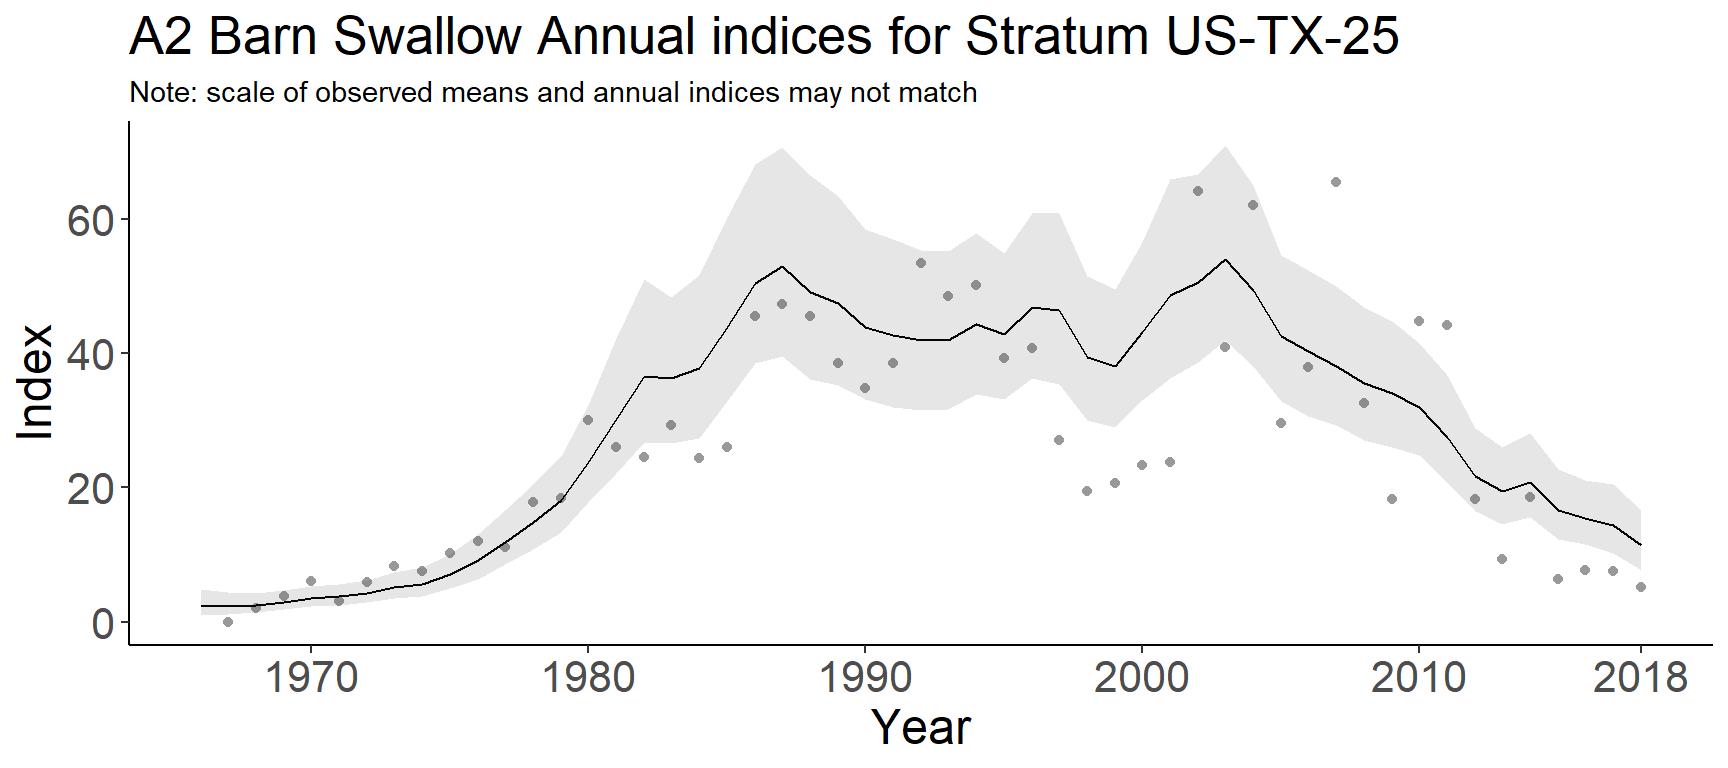 A2 Barn Swallow Annual indices for Stratum US-TX-25
Note: scale of observed means and annual indices may not match
Index
60
40
20
0
1970 1980 1990 2000 2010 2018
Year